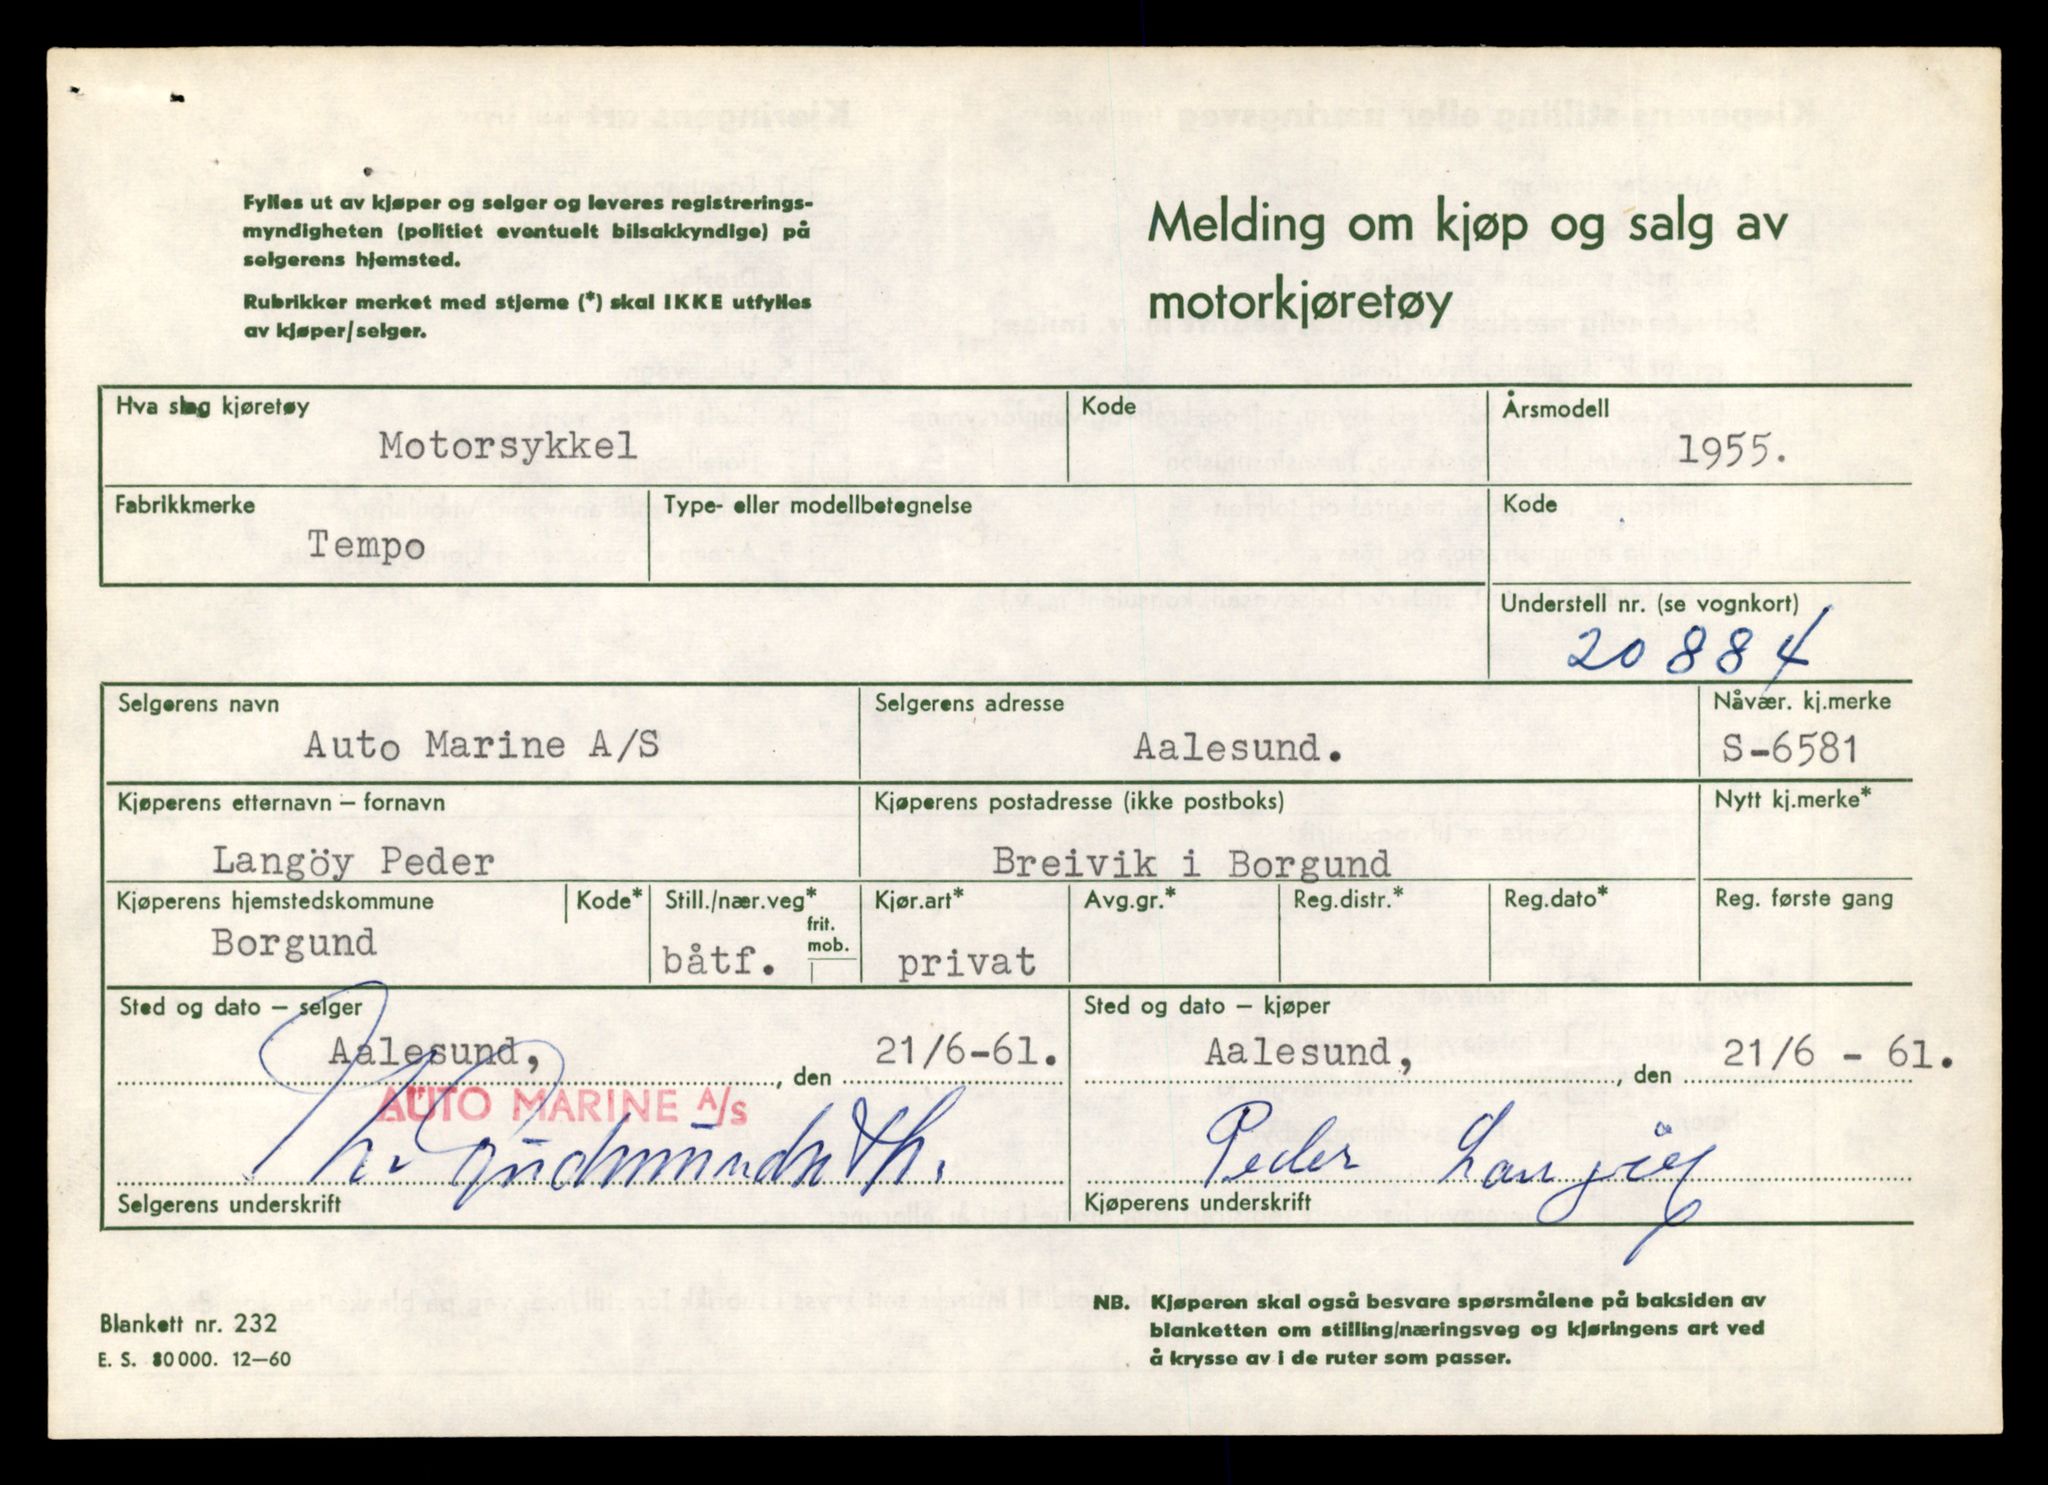 Fylles ut av kjøper og selger og leveres registrerings-
myndigheten (politiet eventuelt bilsakkyndige) på
selgerens hjemsted.
Rubrikker merket med stjerne (*) skal IKKE utfylles
av kjøper/selger.
Melding om kjøp og salg av
motorkjøretøy
Hva slag kjøretøy
Motorsykkel
Kode
Årsmodell
1955.
Fabrikkmerke
Tempo
Type- eller modellbetegnelse
Kode
Understell nr. (se vognkort)
20884
Selgerens navn
Auto Marine A/S
Selgerens adresse
Aalesund.
Nåvær. kj.merke
S-6581
Kjøperens etternavn – fornavn
Langöy Peder
Kjøperens postadresse (ikke postboks)
Breivik i Borgund
Nytt kj.merke*
Kjøperens hjemstedskommune
Borgund
Kode*
Still./nær.veg*
båtf.
frit.
mob.
Kjør.art*
privat
Avg.gr.*
Reg.distr.*
Reg.dato*
Reg. første gang
Sted og dato – selger
Aalesund, , den 21/6-61.
AUTO MARINE A/S
Selgerens underskrift
Sted og dato – kjøper
Aalesund, , den 21/6 - 61.
Peder Langöy
Kjøperens underskrift
Blankett nr. 232
E. S. 80 000. 12–60
NB. Kjøperen skal også besvare spørsmålene på baksiden av
blanketten om stilling/næringsveg og kjøringens art ved
å krysse av i de ruter som passer.